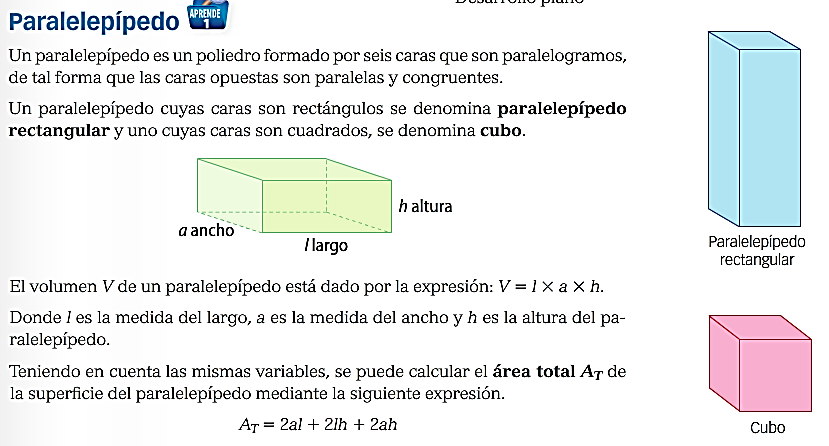 Paralelepípedo APRENDE 1
Un paralelepípedo es un poliedro formado por seis caras que son paralelogramos,
de tal forma que las caras opuestas son paralelas y congruentes.
Un paralelepípedo cuyas caras son rectángulos se denomina paralelepípedo
rectangular y uno cuyas caras son cuadrados, se denomina cubo.
h altura
a ancho
l largo
Paralelepípedo
rectangular
El volumen V de un paralelepípedo está dado por la expresión: V = l × a × h.
Donde l es la medida del largo, a es la medida del ancho y h es la altura del pa-
ralelepípedo.
Teniendo en cuenta las mismas variables, se puede calcular el área total A_T de
la superficie del paralelepípedo mediante la siguiente expresión.
A_T = 2al + 2lh + 2ah
Cubo